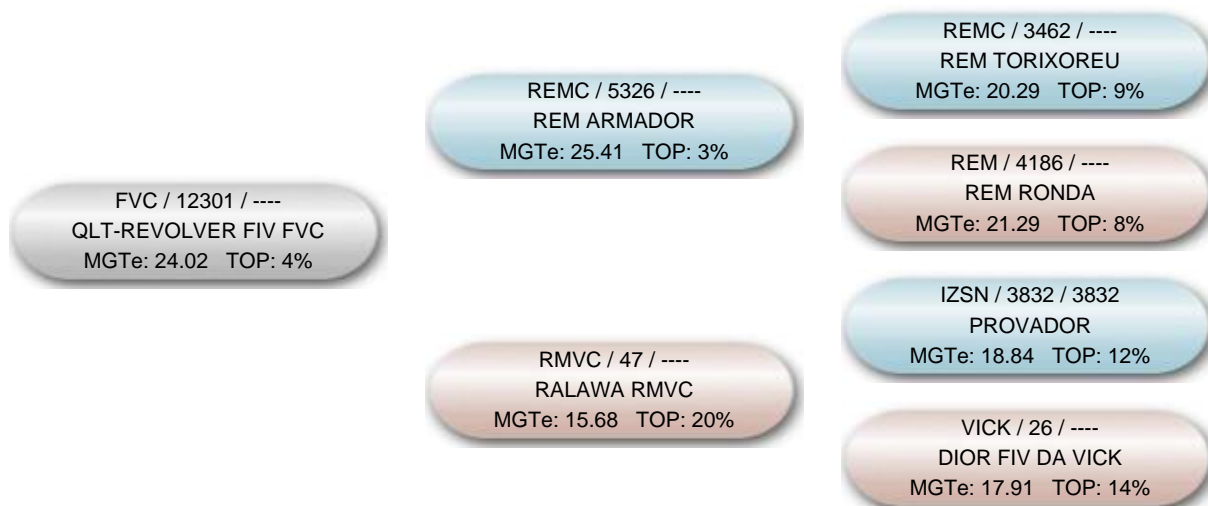 FVC / 12301 / ----
QLT-REVOLVER FIV FVC
MGTe: 24.02 TOP: 4%
REMC / 5326 / ----
REM ARMADOR
MGTe: 25.41 TOP: 3%
RMVC / 47 / ----
RALAWA RMVC
MGTe: 15.68 TOP: 20%
REMC / 3462 / ----
REM TORIXOREU
MGTe: 20.29 TOP: 9%
REM / 4186 / ----
REM RONDA
MGTe: 21.29 TOP: 8%
IZSN / 3832 / 3832
PROVADOR
MGTe: 18.84 TOP: 12%
VICK / 26 / ----
DIOR FIV DA VICK
MGTe: 17.91 TOP: 14%